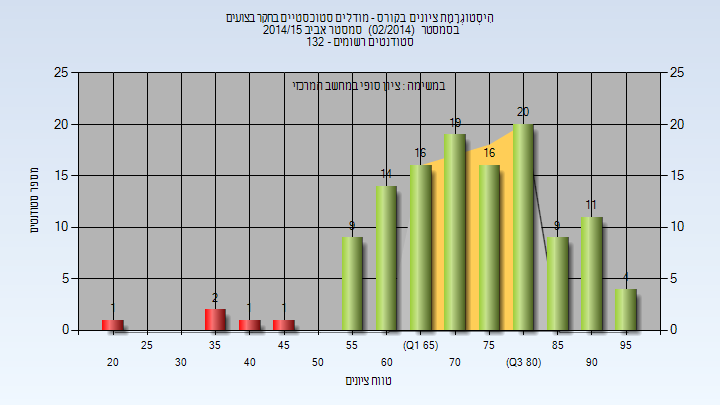 היסטוגרמת ציונים בקורס - מודלים סטוכסטיים בחקר בצועים
בסמסטר (02/2014) סמסטר אביב 2014/15
סטודנטים רשומים - 132
במשימה : ציון סופי במחשב המרכזי
25 25
20 20
15 15
10 10
5 5
0 0
מספר סטודנטים
1 2 1 1 9 14 16 19 16 20 9 11 4
25 35 45 55 (Q1 65) 75 85 95
20 30 40 50 60 70 (Q3 80) 90
טווח ציונים